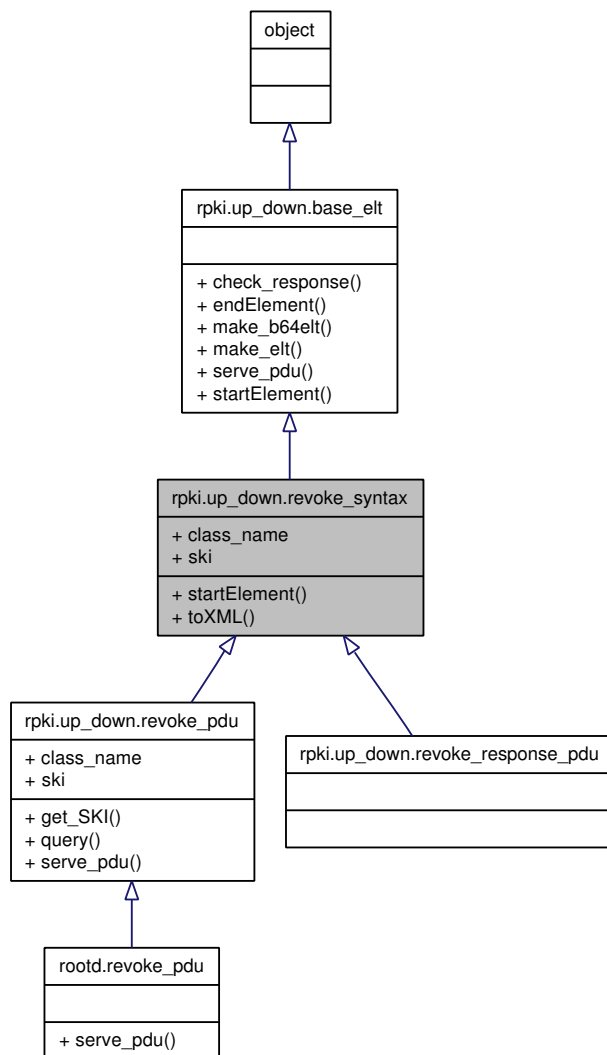 object
rpki.up_down.base_elt
+ check_response()
+ endElement()
+ make_b64elt()
+ make_elt()
+ serve_pdu()
+ startElement()
rpki.up_down.revoke_syntax
+ class_name
+ ski
+ startElement()
+ toXML()
rpki.up_down.revoke_pdu
+ class_name
+ ski
+ get_SKI()
+ query()
+ serve_pdu()
rpki.up_down.revoke_response_pdu
rootd.revoke_pdu
+ serve_pdu()